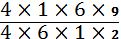 4 × 1 × 6 × 9
4 × 6 × 1 × 2